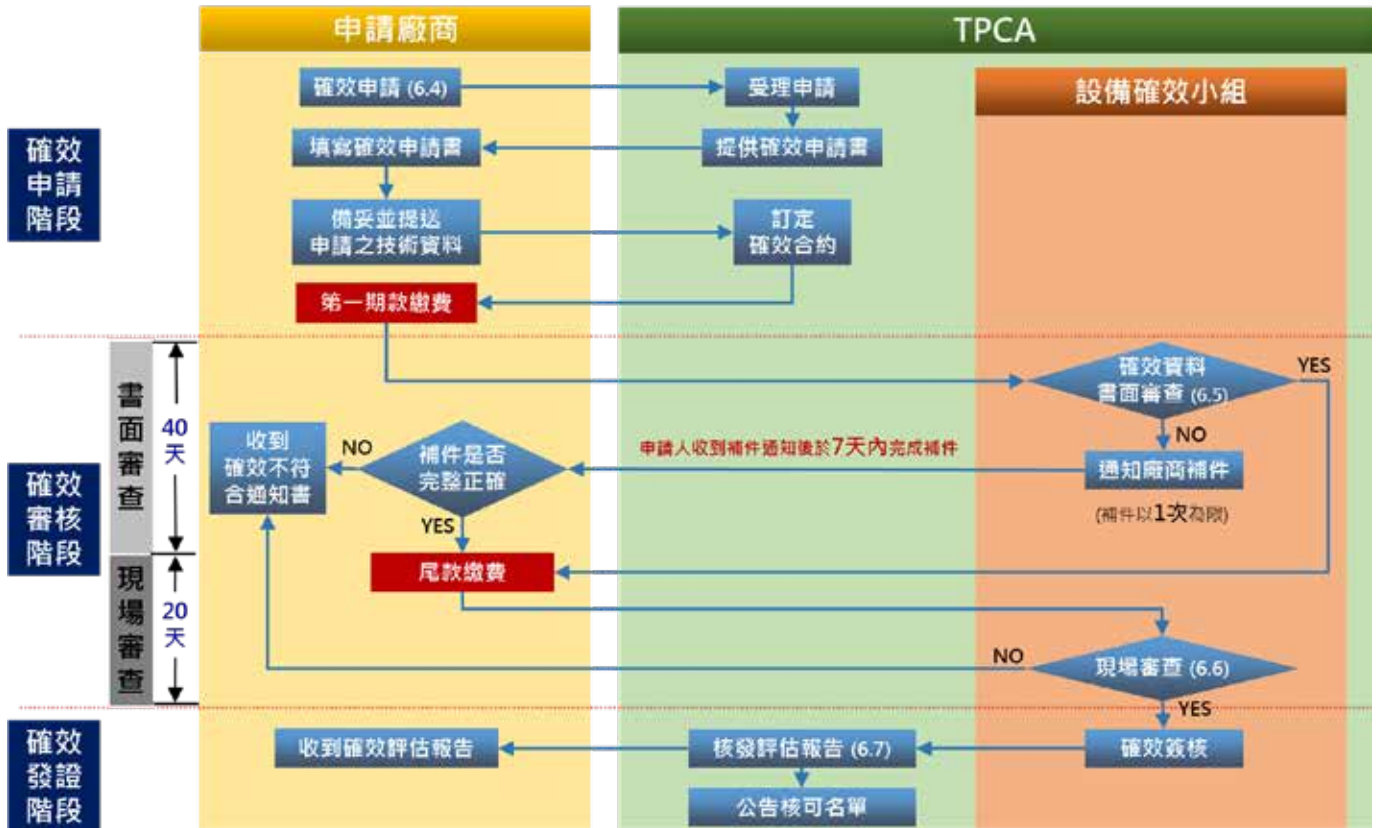 申請廠商
TPCA
設備確效小組
確效
申請
階段
確效申請 (6.4)
受理申請
填寫確效申請書
提供確效申請書
備妥並提送
申請之技術資料
訂定
確效合約
第一期款繳費
確效
審核
階段
書面審查
40
天
確效資料
書面審查 (6.5)
YES
NO
收到
確效不符
合通知書
NO
補件是否
完整正確
申請人收到補件通知後於7天內完成補件
通知廠商補件
(補件以1次為限)
YES
尾款繳費
現場審查
20
天
NO
現場審查 (6.6)
YES
確效
發證
階段
收到確效評估報告
核發評估報告 (6.7)
確效簽核
公告核可名單